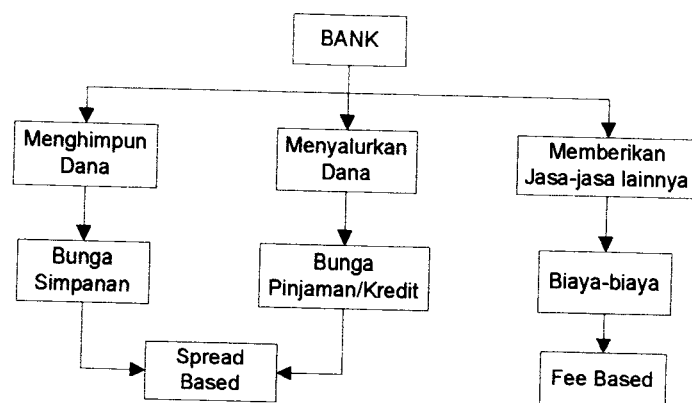 BANK
Menghimpun
Dana
Menyalurkan
Dana
Memberikan
Jasa-jasa lainnya
Bunga
Simpanan
Bunga
Pinjaman/Kredit
Biaya-biaya
Spread
Based
Fee Based